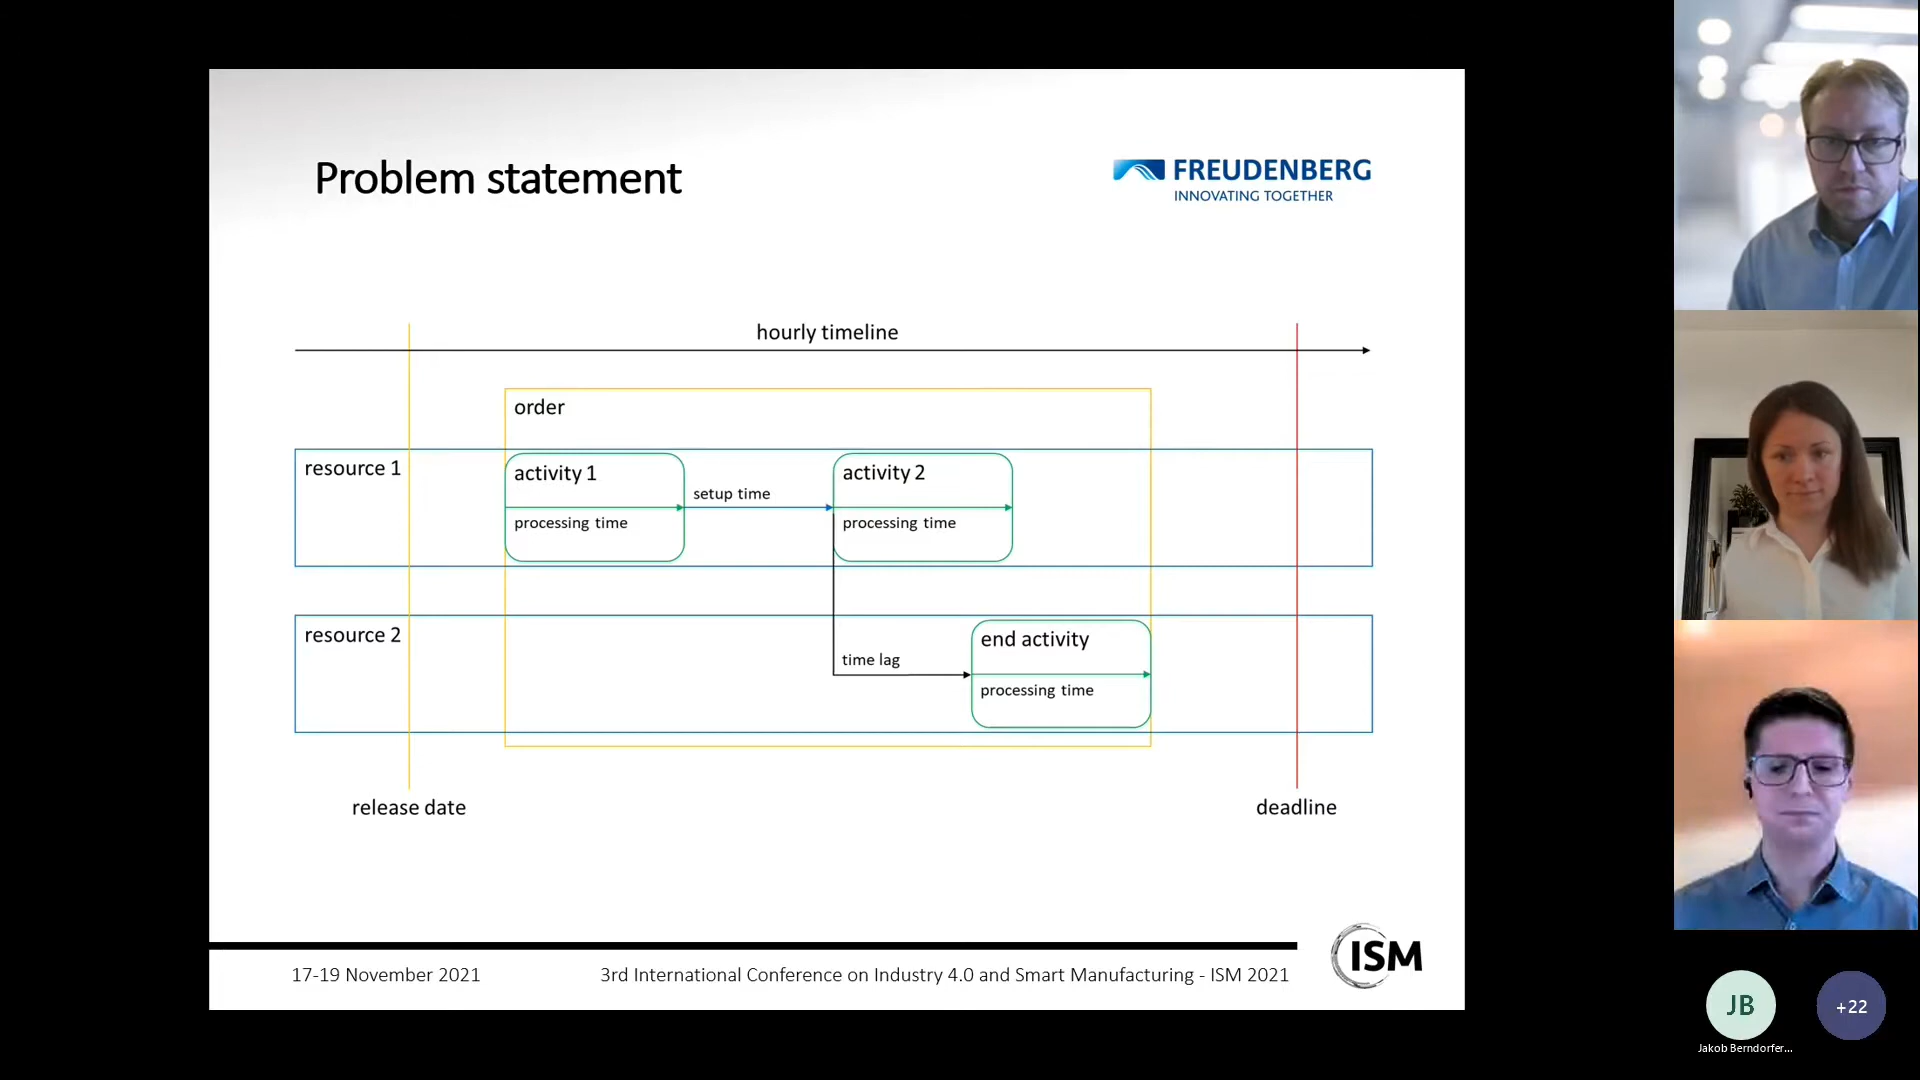 Problem statement
FREUDENBERG
INNOVATING TOGETHER
hourly timeline
order
resource 1
activity 1
setup time
activity 2
processing time
processing time
resource 2
end activity
time lag
processing time
release date
deadline
17-19 November 2021
3rd International Conference on Industry 4.0 and Smart Manufacturing - ISM 2021
ISM
JB
+22
Jakob Berndorfer...